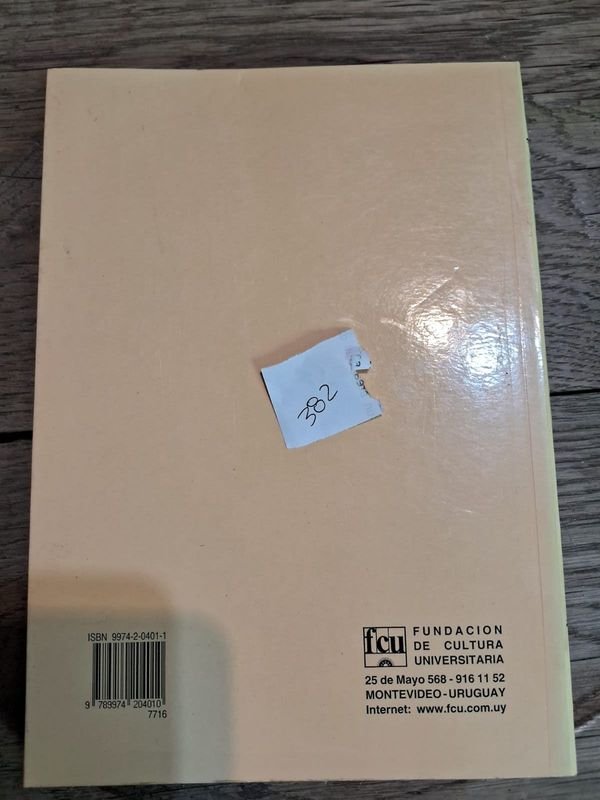 382
ISBN 9974-2-0401-1
9 789974 204010
7716
fcu
FUNDACION
DE CULTURA
UNIVERSITARIA
25 de Mayo 568 - 916 11 52
MONTEVIDEO - URUGUAY
Internet: www.fcu.com.uy